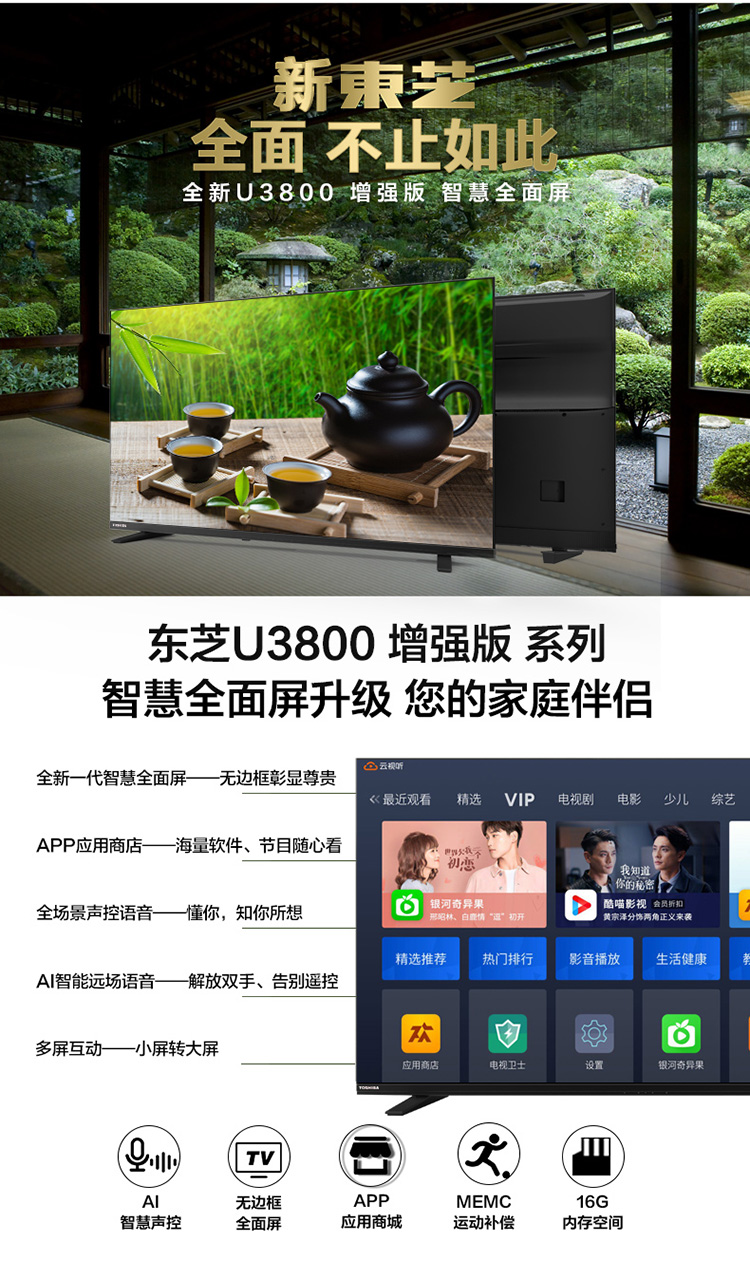 新東芝
全面 不止如此
全新U3800 增强版 智慧全面屏
TOSHIBA
东芝U3800 增强版 系列
智慧全面屏升级 您的家庭伴侣
全新一代智慧全面屏——无边框彰显尊贵
APP应用商店——海量软件、节目随心看
全场景声控语音——懂你，知你所想
AI智能远场语音——解放双手、告别遥控
多屏互动——小屏转大屏
云视听
最近观看 精选 VIP 电视剧 电影 少儿 综艺
世界欠我一个
初恋
银河奇异果
邢昭林、白鹿情“逗”初开
我知道
你的秘密
酷喵影视 会员折扣
黄宗泽分饰两角正义来袭
精选推荐 热门排行 影音播放 生活健康
应用商店 电视卫士 设置 银河奇异果
TOSHIBA
TV
AI
智慧声控
无边框
全面屏
APP
应用商城
MEMC
运动补偿
16G
内存空间